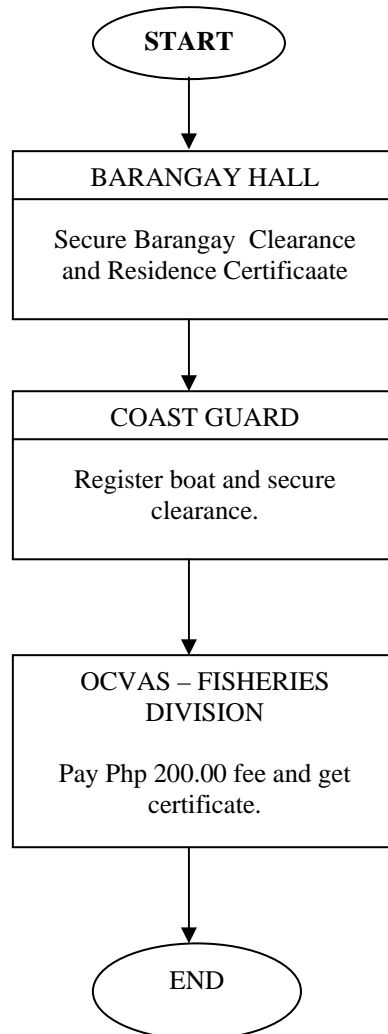 START
BARANGAY HALL
Secure Barangay Clearance
and Residence Certificaate
COAST GUARD
Register boat and secure
clearance.
OCVAS – FISHERIES
DIVISION
Pay Php 200.00 fee and get
certificate.
END